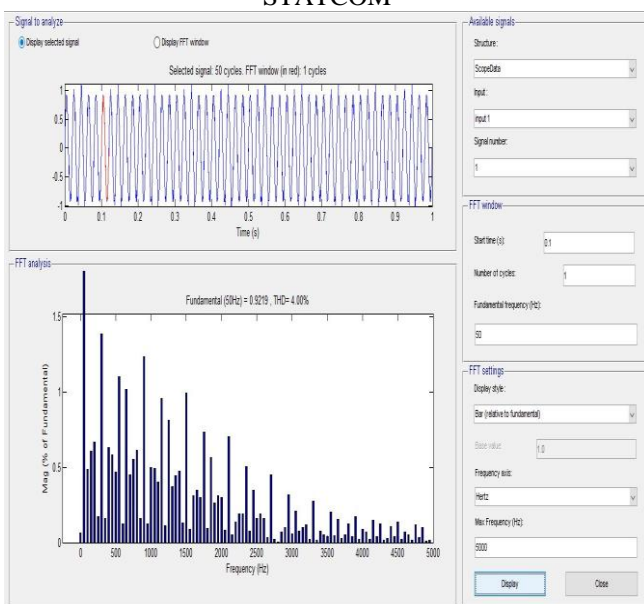 STATCOM
Signal to analyze
Display selected signal
Display FFT window
Selected signal: 50 cycles. FFT window (in red): 1 cycles
1
0.5
0
-0.5
-1
0 0.1 0.2 0.3 0.4 0.5 0.6 0.7 0.8 0.9 1
Time (s)
FFT analysis
Fundamental (50Hz) = 0.9219 , THD= 4.00%
Mag (% of Fundamental)
1.5
1
0.5
0
0 500 1000 1500 2000 2500 3000 3500 4000 4500 5000
Frequency (Hz)
Available signals
Structure:
ScopeData
Input:
input 1
Signal number:
1
FFT window
Start time (s):
0.1
Number of cycles:
1
Fundamental frequency (Hz):
50
FFT settings
Display style:
Bar (relative to fundamental)
Base value:
1.0
Frequency axis:
Hertz
Max Frequency (Hz):
5000
Display
Close